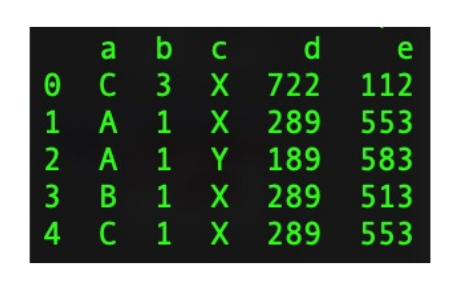 a b c d e
0 C 3 X 722 112
1 A 1 X 289 553
2 A 1 Y 189 583
3 B 1 X 289 513
4 C 1 X 289 553